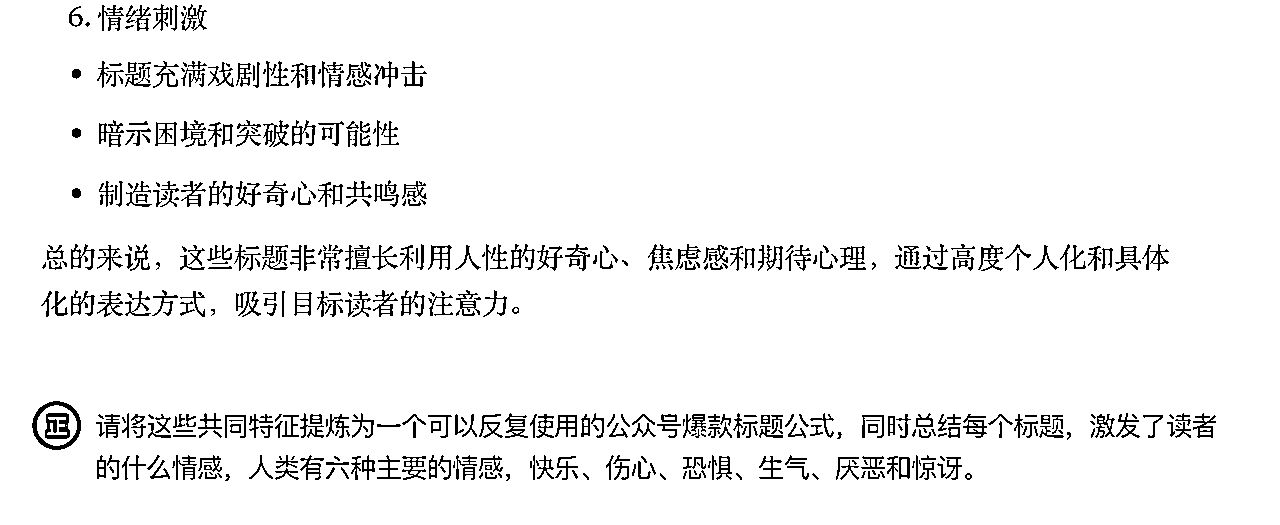 6. 情绪刺激
• 标题充满戏剧性和情感冲击
• 暗示困境和突破的可能性
• 制造读者的好奇心和共鸣感
总的来说，这些标题非常擅长利用人性的好奇心、焦虑感和期待心理，通过高度个人化和具体
化的表达方式，吸引目标读者的注意力。
正 请将这些共同特征提炼为一个可以反复使用的公众号爆款标题公式，同时总结每个标题，激发了读者
的什么情感，人类有六种主要的情感，快乐、伤心、恐惧、生气、厌恶和惊讶。